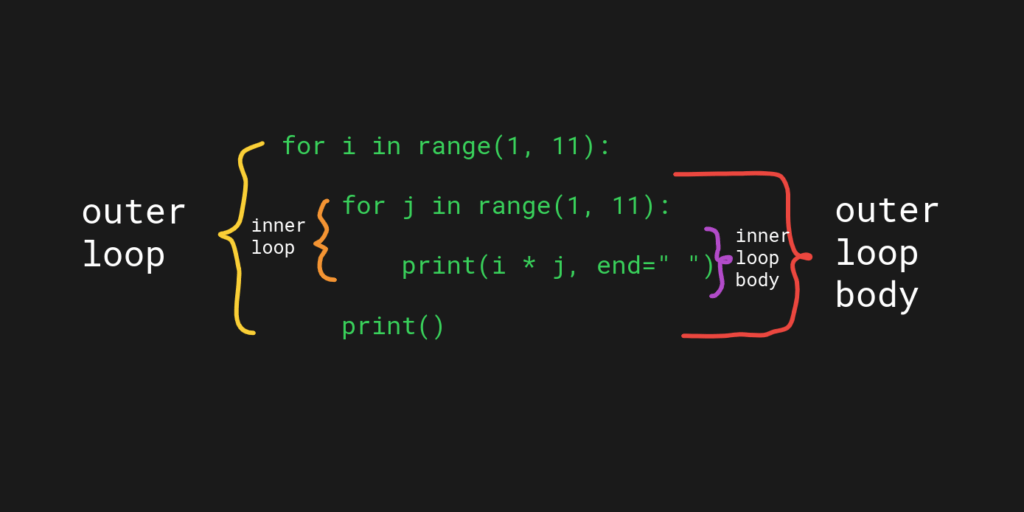 for i in range(1, 11):
for j in range(1, 11):
print(i * j, end=" ")
print()
outer
loop
inner
loop
inner
loop
body
outer
loop
body